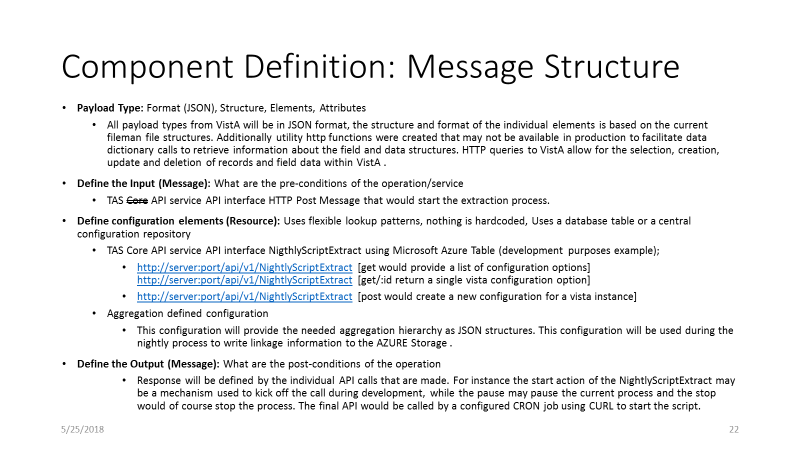 Component Definition: Message Structure
• Payload Type: Format (JSON), Structure, Elements, Attributes
• All payload types from VistA will be in JSON format, the structure and format of the individual elements is based on the current
fileman file structures. Additionally utility http functions were created that may not be available in production to facilitate data
dictionary calls to retrieve information about the field and data structures. HTTP queries to VistA allow for the selection, creation,
update and deletion of records and field data within VistA .
• Define the Input (Message): What are the pre-conditions of the operation/service
• TAS Core API service API interface HTTP Post Message that would start the extraction process.
• Define configuration elements (Resource): Uses flexible lookup patterns, nothing is hardcoded, Uses a database table or a central
configuration repository
• TAS Core API service API interface NigthlyScriptExtract using Microsoft Azure Table (development purposes example);
• http://server:port/api/v1/NightlyScriptExtract [get would provide a list of configuration options]
http://server:port/api/v1/NightlyScriptExtract [get/:id return a single vista configuration option]
• http://server:port/api/v1/NightlyScriptExtract [post would create a new configuration for a vista instance]
• Aggregation defined configuration
• This configuration will provide the needed aggregation hierarchy as JSON structures. This configuration will be used during the
nightly process to write linkage information to the AZURE Storage .
• Define the Output (Message): What are the post-conditions of the operation
• Response will be defined by the individual API calls that are made. For instance the start action of the NightlyScriptExtract may
be a mechanism used to kick off the call during development, while the pause may pause the current process and the stop
would of course stop the process. The final API would be called by a configured CRON job using CURL to start the script.
5/25/2018
22